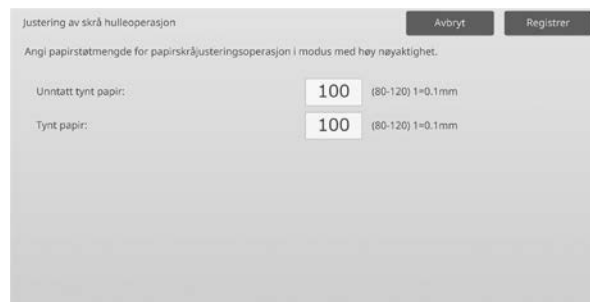 Justering av skrå hulleoperasjon Avbryt Registrer
Angi papirstøtmengde for papirskråjusteringsoperasjon i modus med høy nøyaktighet.
Unntatt tynt papir: 100 (80-120) 1=0.1mm
Tynt papir: 100 (80-120) 1=0.1mm